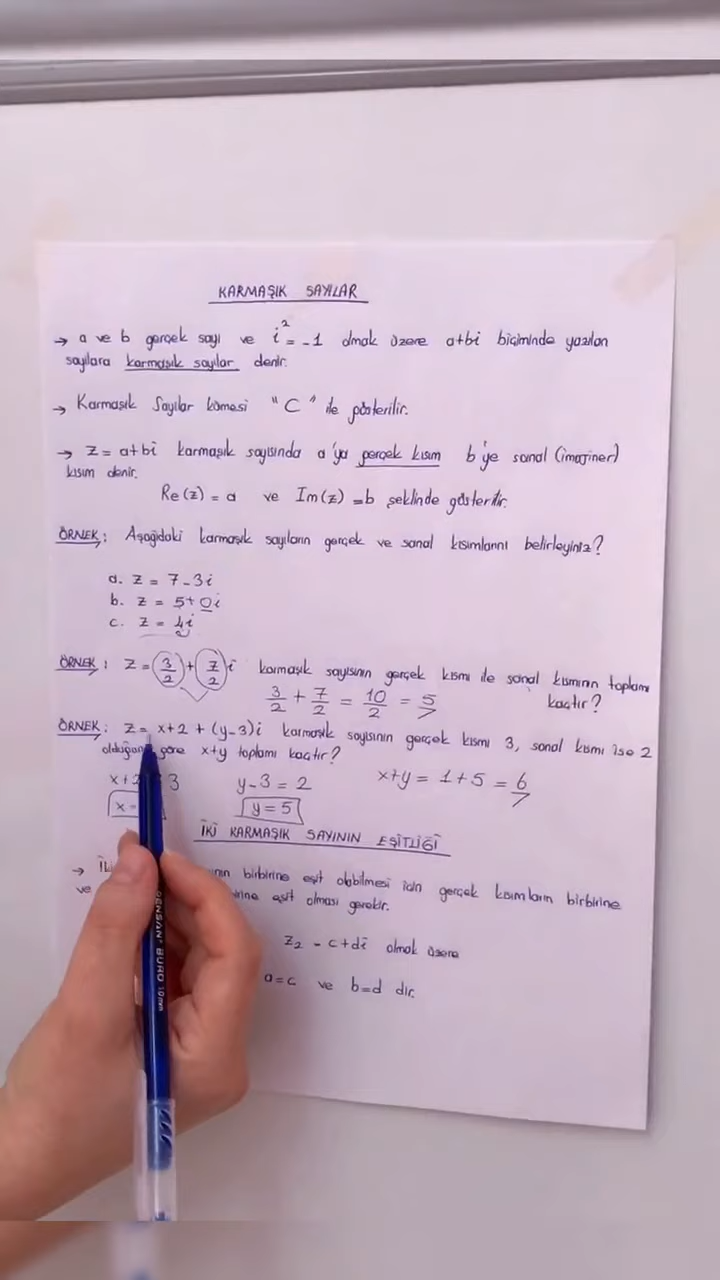 KARMAŞIK SAYILAR
→ a ve b gerçek sayı ve i² = -1 olmak üzere a+bi biçiminde yazılan
sayılara karmaşık sayılar denir.
→ Karmaşık Sayılar kümesi "C" ile gösterilir.
→ z = a+bi karmaşık sayısında a'ya gerçek kısım b'ye sanal (imajiner)
kısım denir.
Re(z) = a ve Im(z) = b şeklinde gösterilir.
ÖRNEK: Aşağıdaki karmaşık sayıların gerçek ve sanal kısımlarını belirleyiniz?
a. z = 7-3i
b. z = 5+0i
c. z = 4i
ÖRNEK: z = 3/2 + 7/2 i karmaşık sayısının gerçek kısmı ile sanal kısmının toplamı
kaçtır?
3/2 + 7/2 = 10/2 = 5
ÖRNEK: z = x+2 + (y-3)i karmaşık sayısının gerçek kısmı 3, sanal kısmı ise 2
olduğuna göre x+y toplamı kaçtır?
x+2 3 y-3 = 2 x+y = 1+5 = 6
x= y=5
İKİ KARMAŞIK SAYININ EŞİTLİĞİ
→ birbirine eşit olabilmesi için gerçek kısımların birbirine
ve eşit olması gerekir.
z₂ = c+di olmak üzere
a=c ve b=d dir.
PENSAN BÜRO 1.0mm